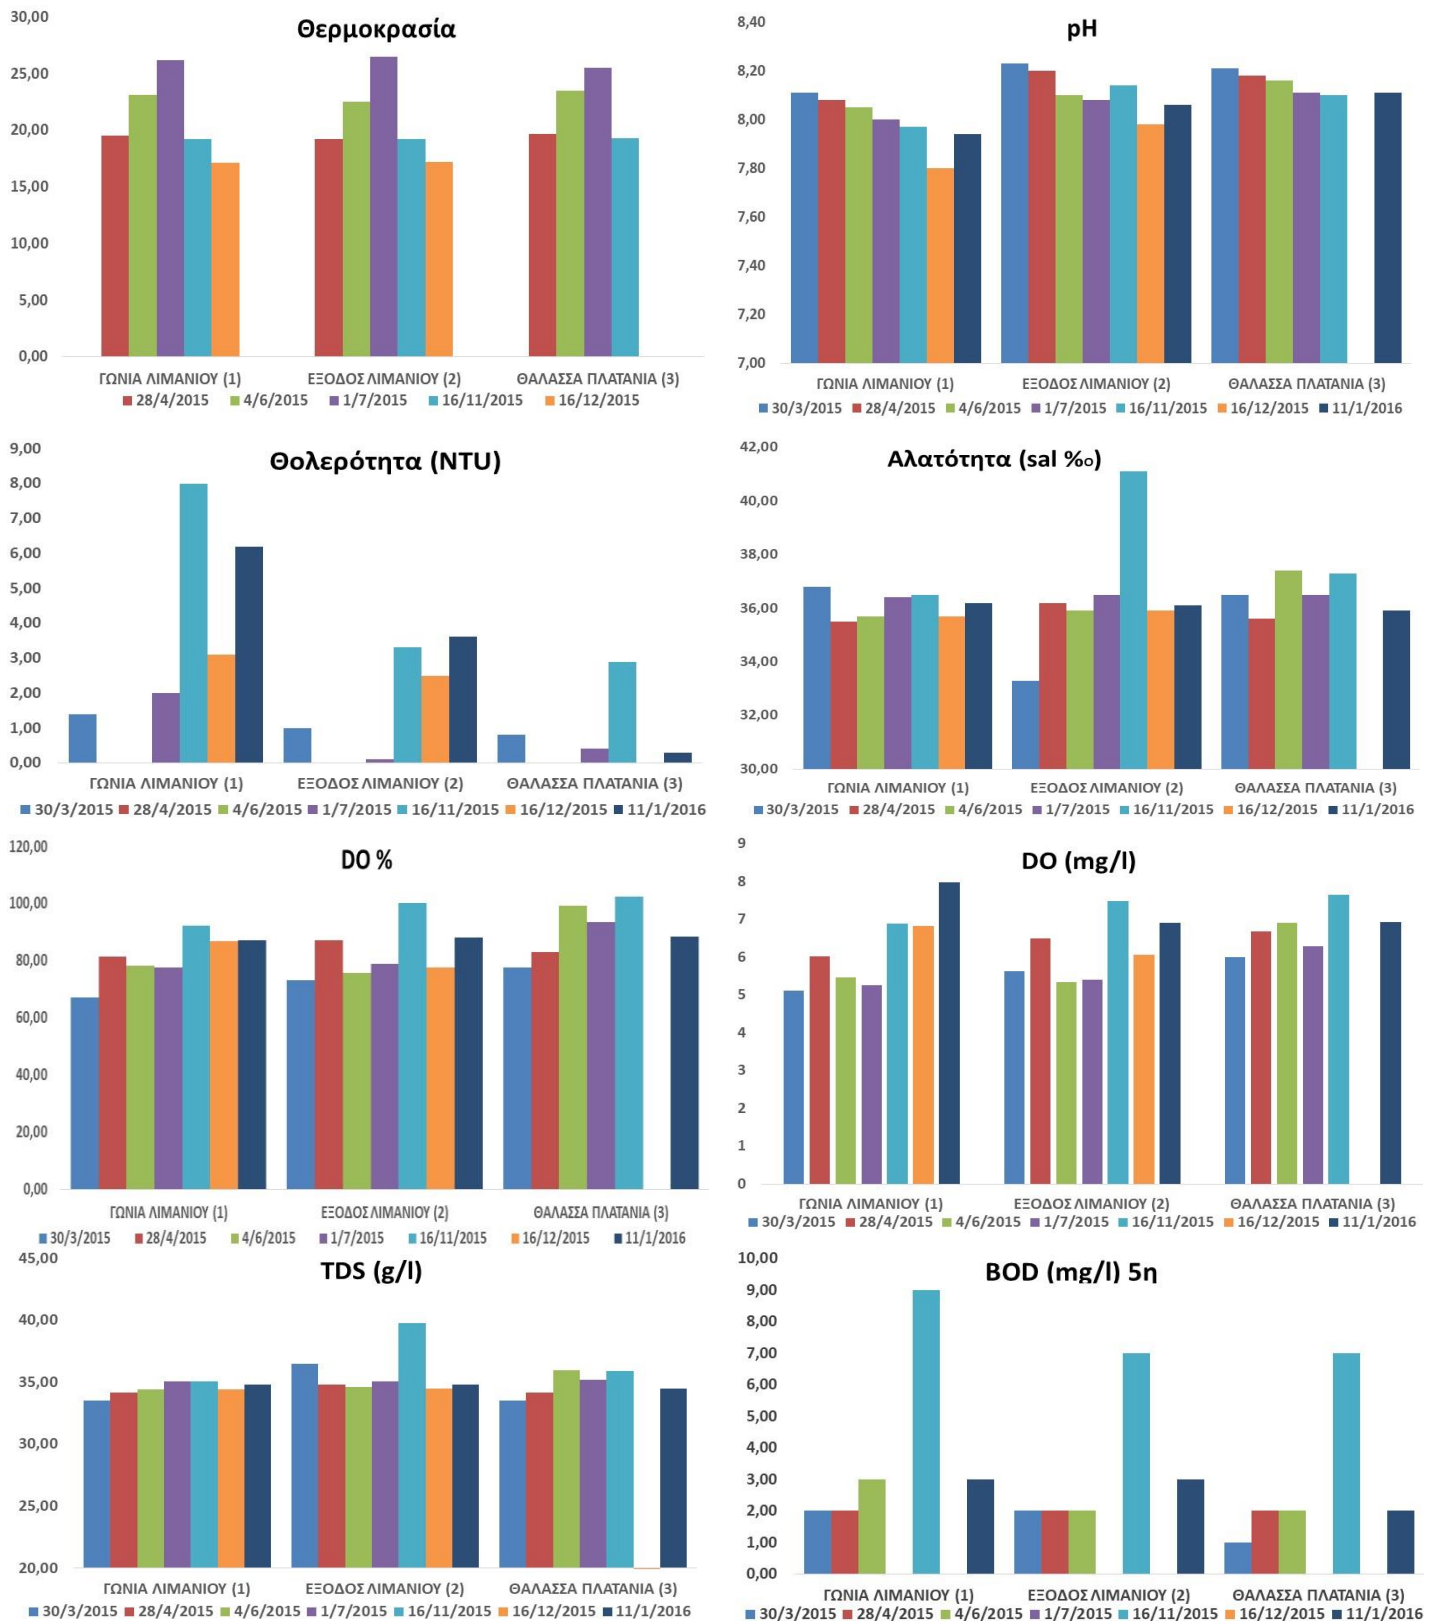 Θερμοκρασία
30,00
25,00
20,00
15,00
10,00
5,00
0,00
ΓΩΝΙΑ ΛΙΜΑΝΙΟΥ (1) ΕΞΟΔΟΣ ΛΙΜΑΝΙΟΥ (2) ΘΑΛΑΣΣΑ ΠΛΑΤΑΝΙΑ (3)
28/4/2015 4/6/2015 1/7/2015 16/11/2015 16/12/2015
pH
8,40
8,20
8,00
7,80
7,60
7,40
7,20
7,00
ΓΩΝΙΑ ΛΙΜΑΝΙΟΥ (1) ΕΞΟΔΟΣ ΛΙΜΑΝΙΟΥ (2) ΘΑΛΑΣΣΑ ΠΛΑΤΑΝΙΑ (3)
30/3/2015 28/4/2015 4/6/2015 1/7/2015 16/11/2015 16/12/2015 11/1/2016
Θολερότητα (NTU)
9,00
8,00
7,00
6,00
5,00
4,00
3,00
2,00
1,00
0,00
ΓΩΝΙΑ ΛΙΜΑΝΙΟΥ (1) ΕΞΟΔΟΣ ΛΙΜΑΝΙΟΥ (2) ΘΑΛΑΣΣΑ ΠΛΑΤΑΝΙΑ (3)
30/3/2015 28/4/2015 4/6/2015 1/7/2015 16/11/2015 16/12/2015 11/1/2016
Αλατότητα (sal ‰)
42,00
40,00
38,00
36,00
34,00
32,00
30,00
ΓΩΝΙΑ ΛΙΜΑΝΙΟΥ (1) ΕΞΟΔΟΣ ΛΙΜΑΝΙΟΥ (2) ΘΑΛΑΣΣΑ ΠΛΑΤΑΝΙΑ (3)
30/3/2015 28/4/2015 4/6/2015 1/7/2015 16/11/2015 16/12/2015 11/1/2016
DO %
120,00
100,00
80,00
60,00
40,00
20,00
0,00
ΓΩΝΙΑ ΛΙΜΑΝΙΟΥ (1) ΕΞΟΔΟΣ ΛΙΜΑΝΙΟΥ (2) ΘΑΛΑΣΣΑ ΠΛΑΤΑΝΙΑ (3)
30/3/2015 28/4/2015 4/6/2015 1/7/2015 16/11/2015 16/12/2015 11/1/2016
DO (mg/l)
9
8
7
6
5
4
3
2
1
0
ΓΩΝΙΑ ΛΙΜΑΝΙΟΥ (1) ΕΞΟΔΟΣ ΛΙΜΑΝΙΟΥ (2) ΘΑΛΑΣΣΑ ΠΛΑΤΑΝΙΑ (3)
30/3/2015 28/4/2015 4/6/2015 1/7/2015 16/11/2015 16/12/2015 11/1/2016
TDS (g/l)
45,00
40,00
35,00
30,00
25,00
20,00
ΓΩΝΙΑ ΛΙΜΑΝΙΟΥ (1) ΕΞΟΔΟΣ ΛΙΜΑΝΙΟΥ (2) ΘΑΛΑΣΣΑ ΠΛΑΤΑΝΙΑ (3)
30/3/2015 28/4/2015 4/6/2015 1/7/2015 16/11/2015 16/12/2015 11/1/2016
BOD (mg/l) 5η
10,00
9,00
8,00
7,00
6,00
5,00
4,00
3,00
2,00
1,00
0,00
ΓΩΝΙΑ ΛΙΜΑΝΙΟΥ (1) ΕΞΟΔΟΣ ΛΙΜΑΝΙΟΥ (2) ΘΑΛΑΣΣΑ ΠΛΑΤΑΝΙΑ (3)
30/3/2015 28/4/2015 4/6/2015 1/7/2015 16/11/2015 16/12/2015 11/1/2016